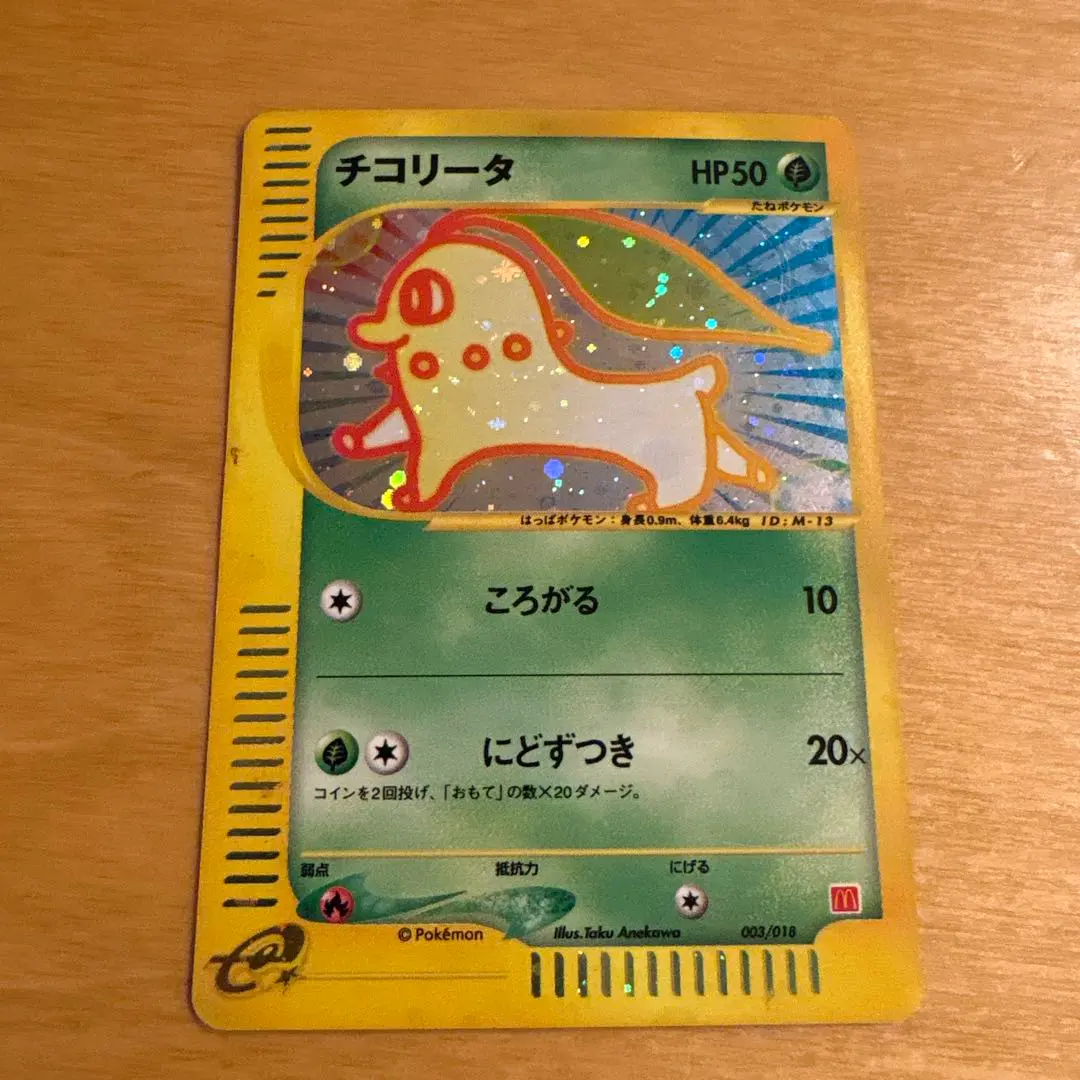 チコリータ HP50
たねポケモン
はっぱポケモン：身長0.9m、体重6.4kg ID:M-13
ころがる 10
にどずつき 20×
コインを2回投げ、「おもて」の数×20ダメージ。
弱点 抵抗力 にげる
©Pokémon Illus.Taku Anekawa 003/018